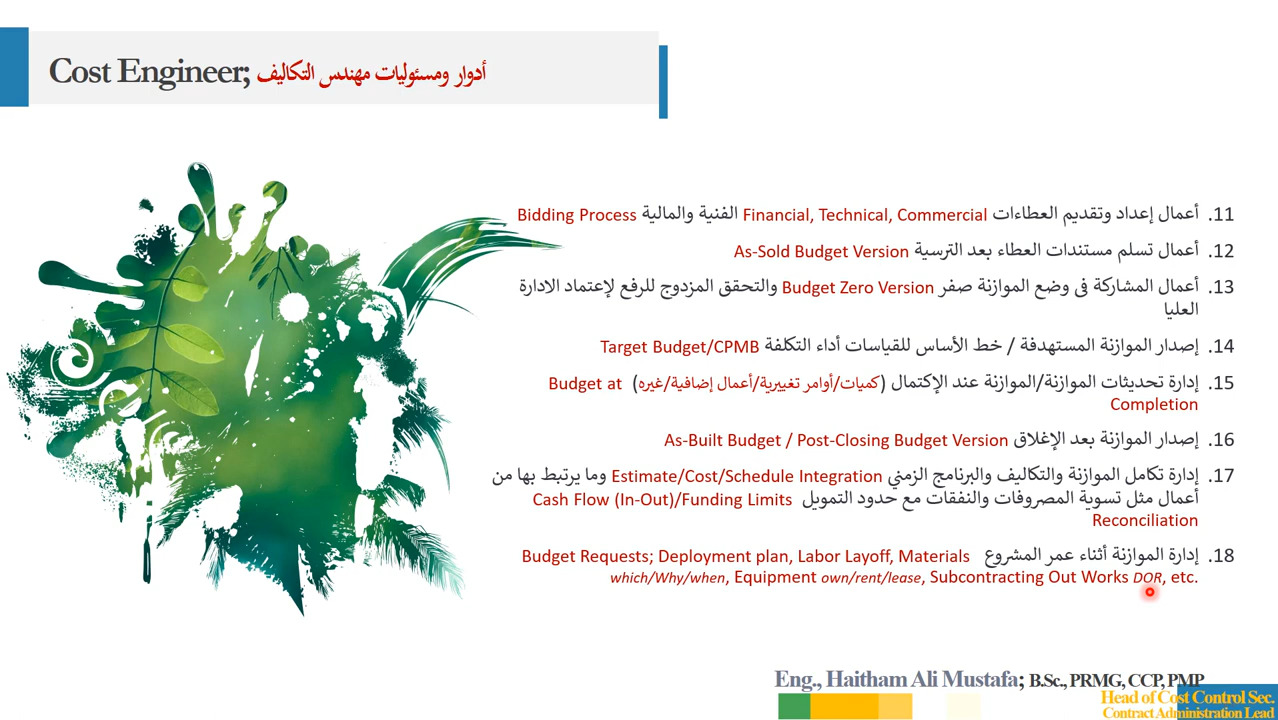 Cost Engineer; أدوار ومسئوليات مهندس التكاليف
11. أعمال إعداد وتقديم العطاءات Financial, Technical, Commercial الفنية والمالية Bidding Process
12. أعمال تسلم مستندات العطاء بعد الترسية As-Sold Budget Version
13. أعمال المشاركة فى وضع الموازنة صفر Budget Zero Version والتحقق المزدوج للرفع لإعتماد الادارة
العليا
14. إصدار الموازنة المستهدفة / خط الأساس للقياسات أداء التكلفة Target Budget/CPMB
15. إدارة تحديثات الموازنة/الموازنة عند الإكتمال (كميات/أوامر تغييرية/أعمال إضافية/غيره) Budget at
Completion
16. إصدار الموازنة بعد الإغلاق As-Built Budget / Post-Closing Budget Version
17. إدارة تكامل الموازنة والتكاليف والبرنامج الزمني Estimate/Cost/Schedule Integration وما يرتبط بها من
أعمال مثل تسوية المصروفات والنفقات مع حدود التمويل Cash Flow (In-Out)/Funding Limits
Reconciliation
18. إدارة الموازنة أثناء عمر المشروع Budget Requests; Deployment plan, Labor Layoff, Materials
which/Why/when, Equipment own/rent/lease, Subcontracting Out Works DOR, etc.
Eng., Haitham Ali Mustafa; B.Sc., PRMG, CCP, PMP
Head of Cost Control Sec.
Contract Administration Lead